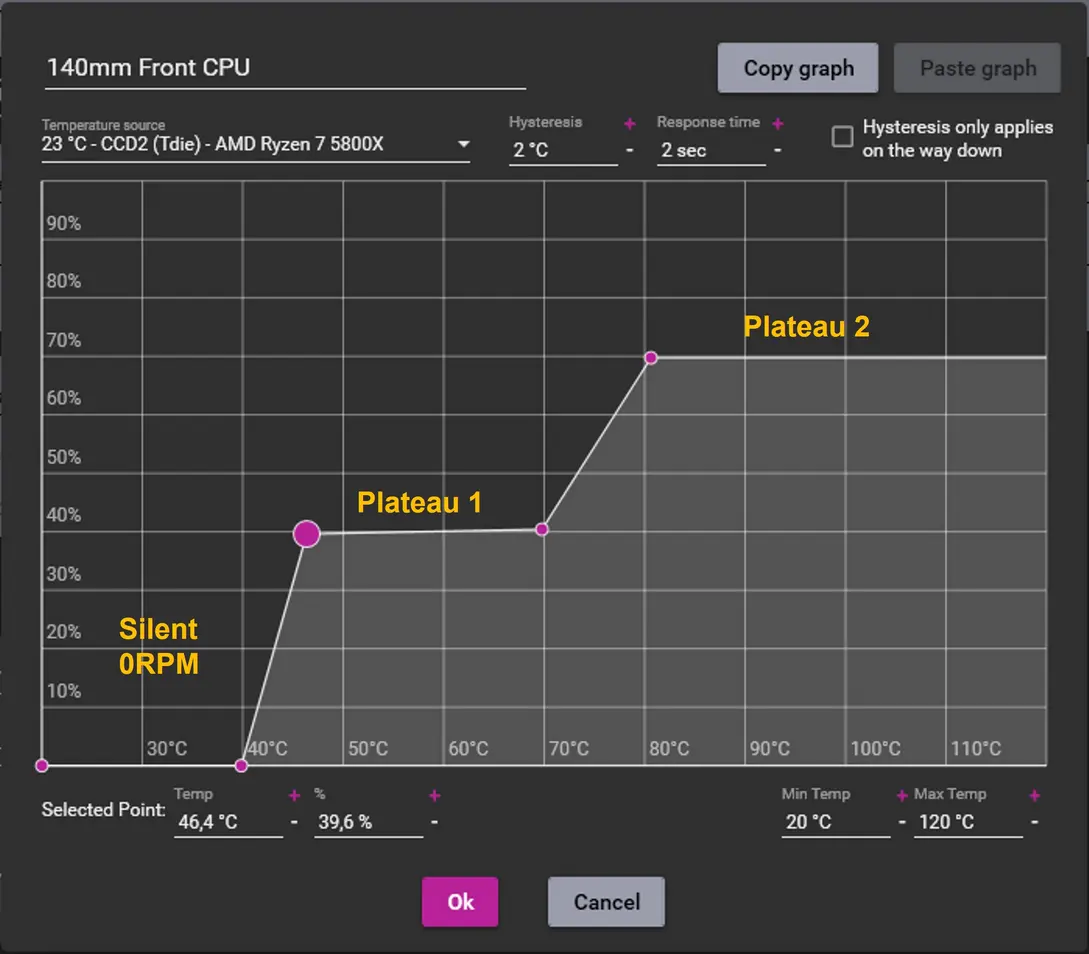 140mm Front CPU
Copy graph
Paste graph
Temperature source
23 °C - CCD2 (Tdie) - AMD Ryzen 7 5800X
Hysteresis
+
2 °C
-
Response time
+
2 sec
-
Hysteresis only applies
on the way down
90%
80%
70%
60%
50%
40%
30%
20%
10%
Plateau 2
Plateau 1
Silent
0RPM
30°C
40°C
50°C
60°C
70°C
80°C
90°C
100°C
110°C
Selected Point:
Temp
+
46,4 °C
-
%
+
39,6 %
-
Min Temp
+
20 °C
-
Max Temp
+
120 °C
-
Ok
Cancel